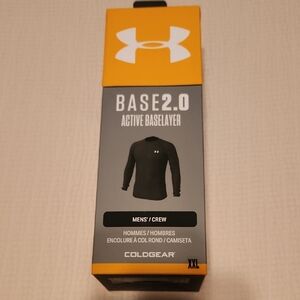 BASE2.0
ACTIVE BASELAYER
MENS'/CREW
HOMMES/HOMBRES
ENCOLURE À COL ROND/CAMISETA
COLDGEAR
XXL